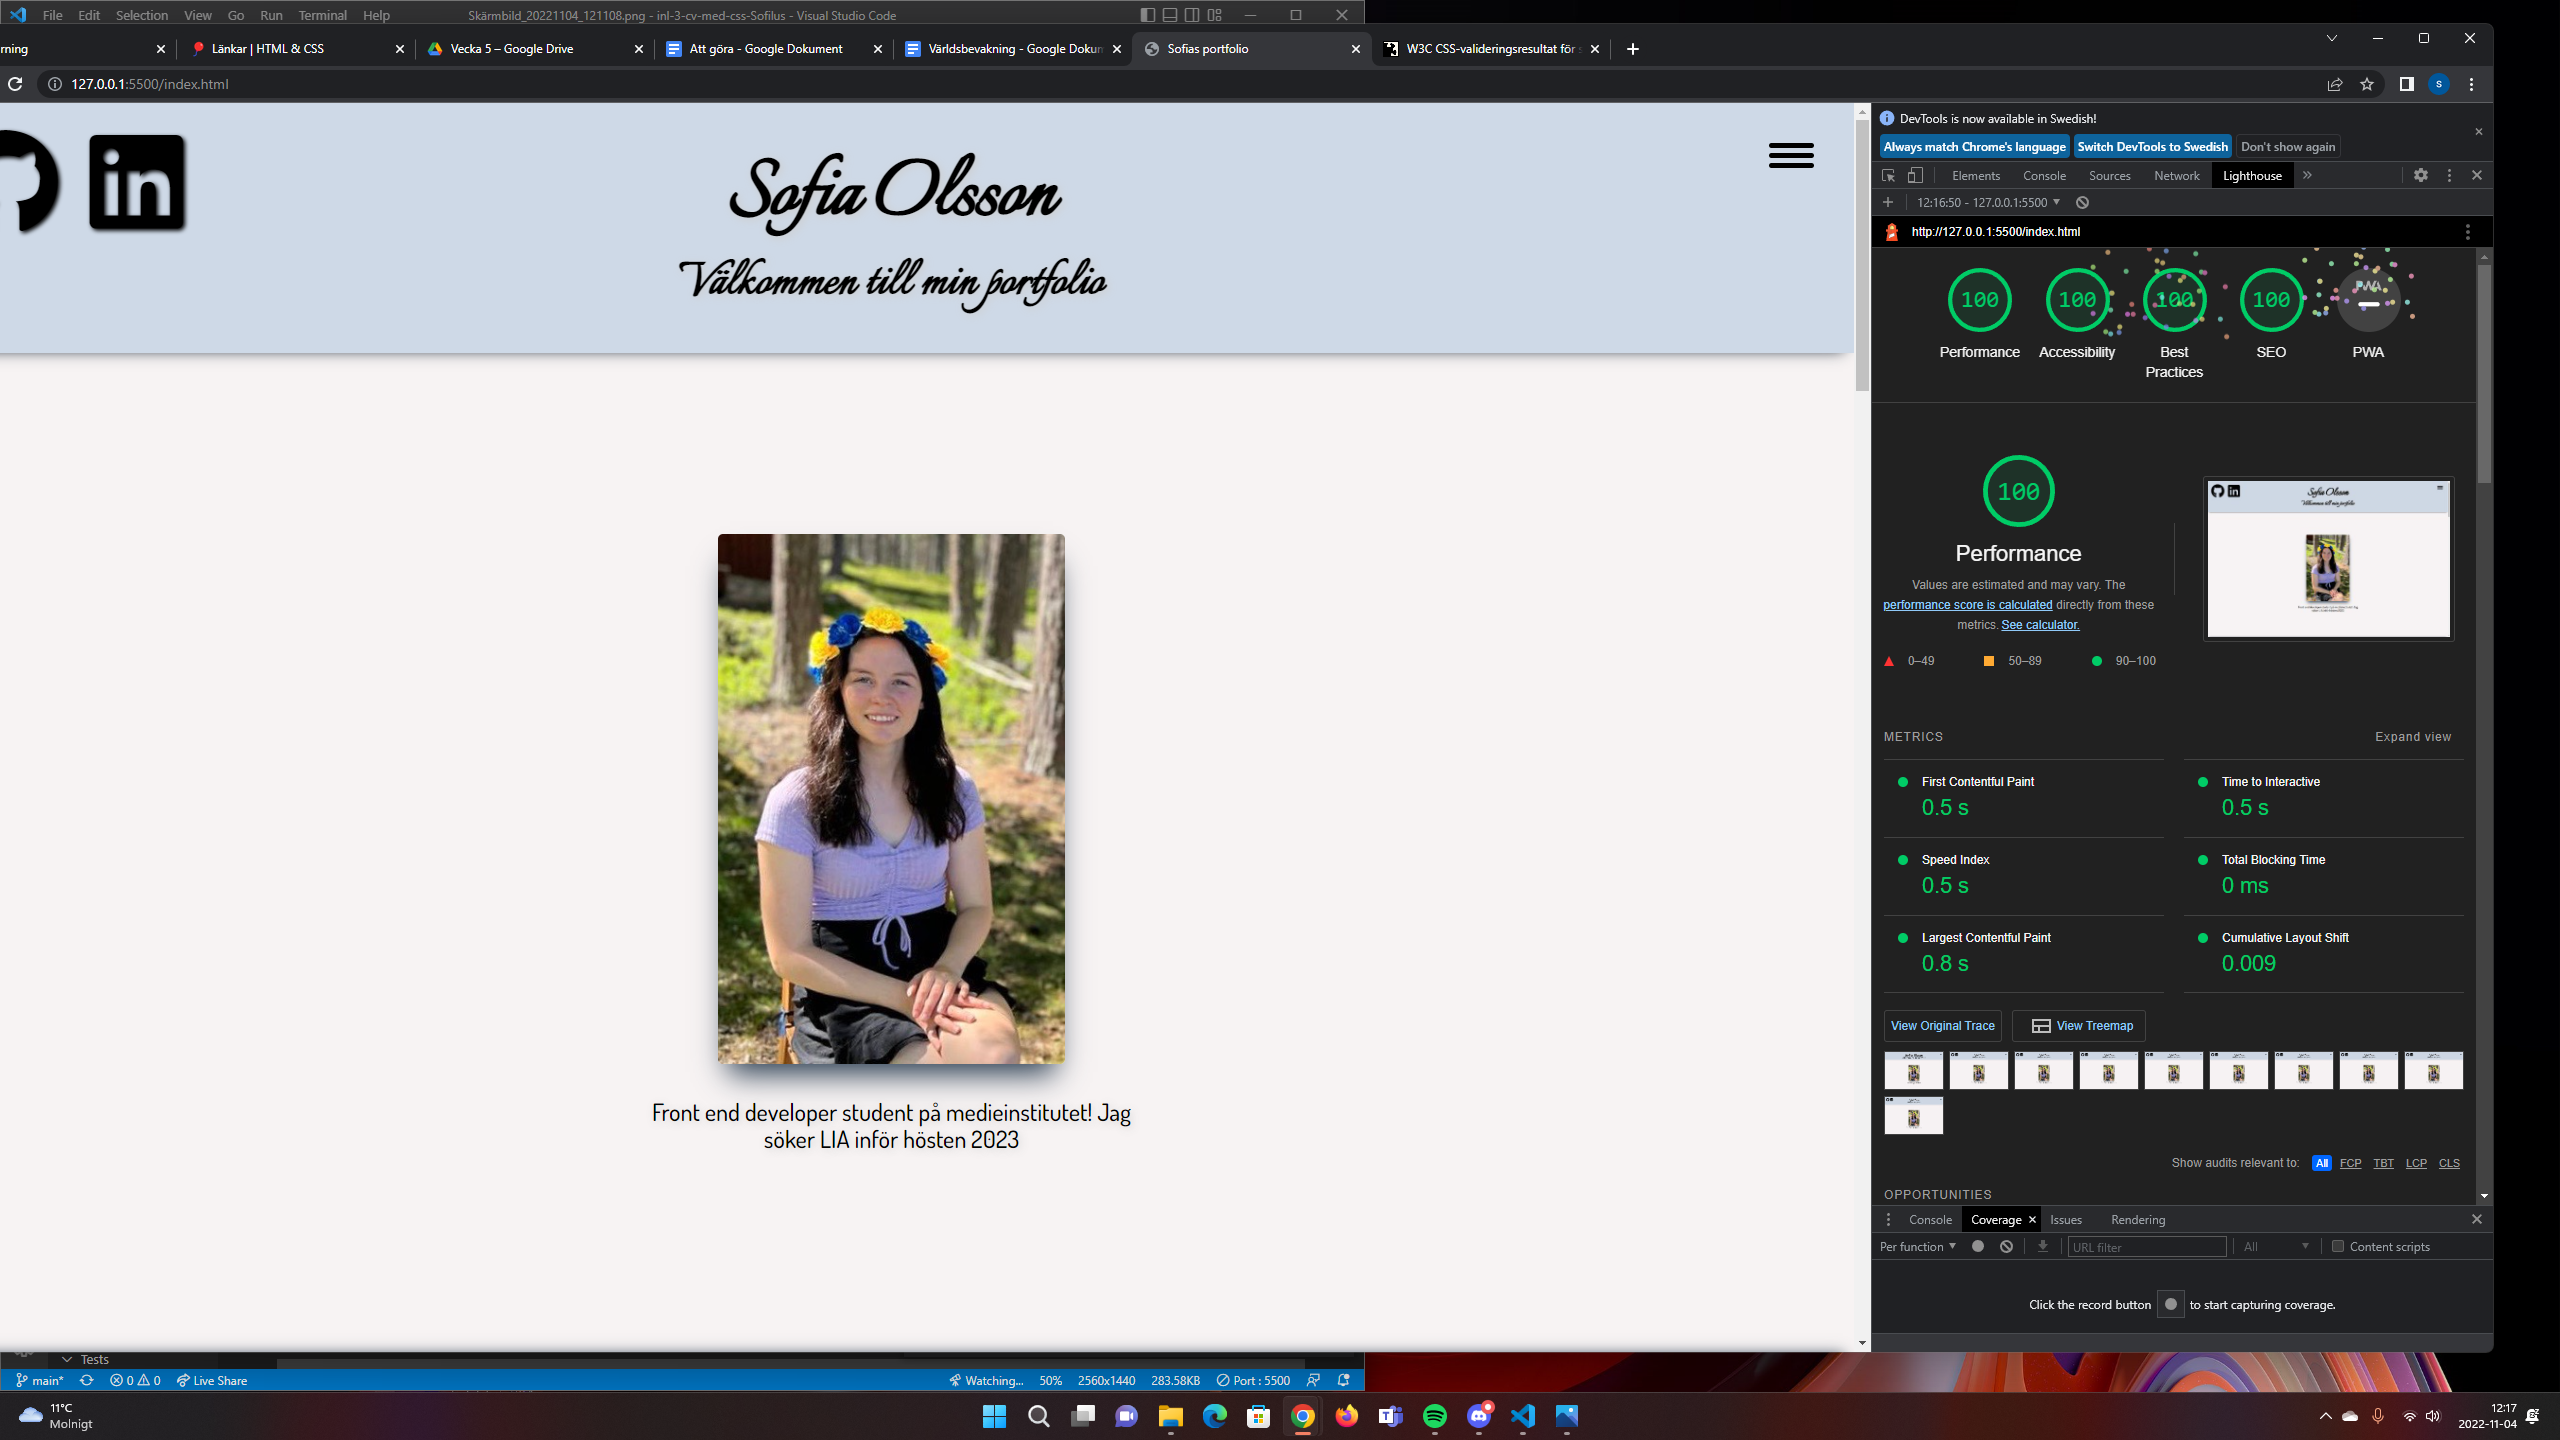 File Edit Selection View Go Run Terminal Help Skärmbild_20221104_121108.png - inl-3-cv-med-css-Sofilus - Visual Studio Code
rning Länkar | HTML & CSS Vecka 5 – Google Drive Att göra - Google Dokument Världsbevakning - Google Dokun Sofias portfolio W3C CSS-valideringsresultat för s
127.0.0.1:5500/index.html S
in
Sofia Olsson
Välkommen till min portfolio
Front end developer student på medieinstitutet! Jag
söker LIA inför hösten 2023
DevTools is now available in Swedish!
Always match Chrome's language Switch DevTools to Swedish Don't show again
Elements Console Sources Network Lighthouse
12:16:50 - 127.0.0.1:5500
http://127.0.0.1:5500/index.html
100 100 100 100 PWA
Performance Accessibility Best SEO PWA
Practices
100
Performance
Values are estimated and may vary. The
performance score is calculated directly from these
metrics. See calculator.
0–49 50–89 90–100
Sofia Olsson
Välkommen till min portfolio
METRICS Expand view
First Contentful Paint Time to Interactive
0.5 s 0.5 s
Speed Index Total Blocking Time
0.5 s 0 ms
Largest Contentful Paint Cumulative Layout Shift
0.8 s 0.009
View Original Trace View Treemap
Show audits relevant to: All FCP TBT LCP CLS
OPPORTUNITIES
Console Coverage Issues Rendering
Per function URL filter All Content scripts
Click the record button to start capturing coverage.
Tests
main* 0 0 Live Share Watching... 50% 2560x1440 283.58KB Port : 5500
11°C
Molnigt
12:17
2022-11-04